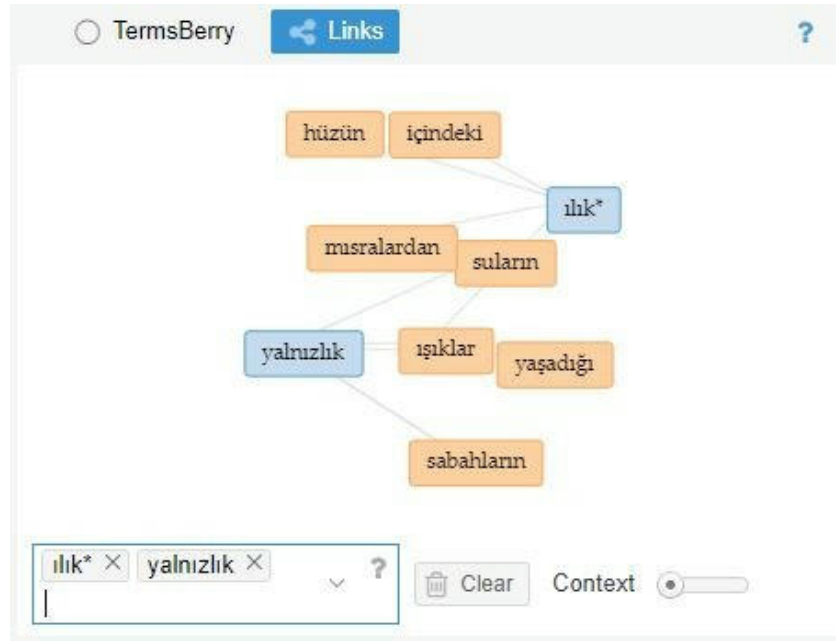 TermsBerry Links ?
hüzün içindeki
ılık*
mısralardan
suların
yalnızlık ışıklar
yaşadığı
sabahların
ılık* × yalnızlık × ?
Clear Context